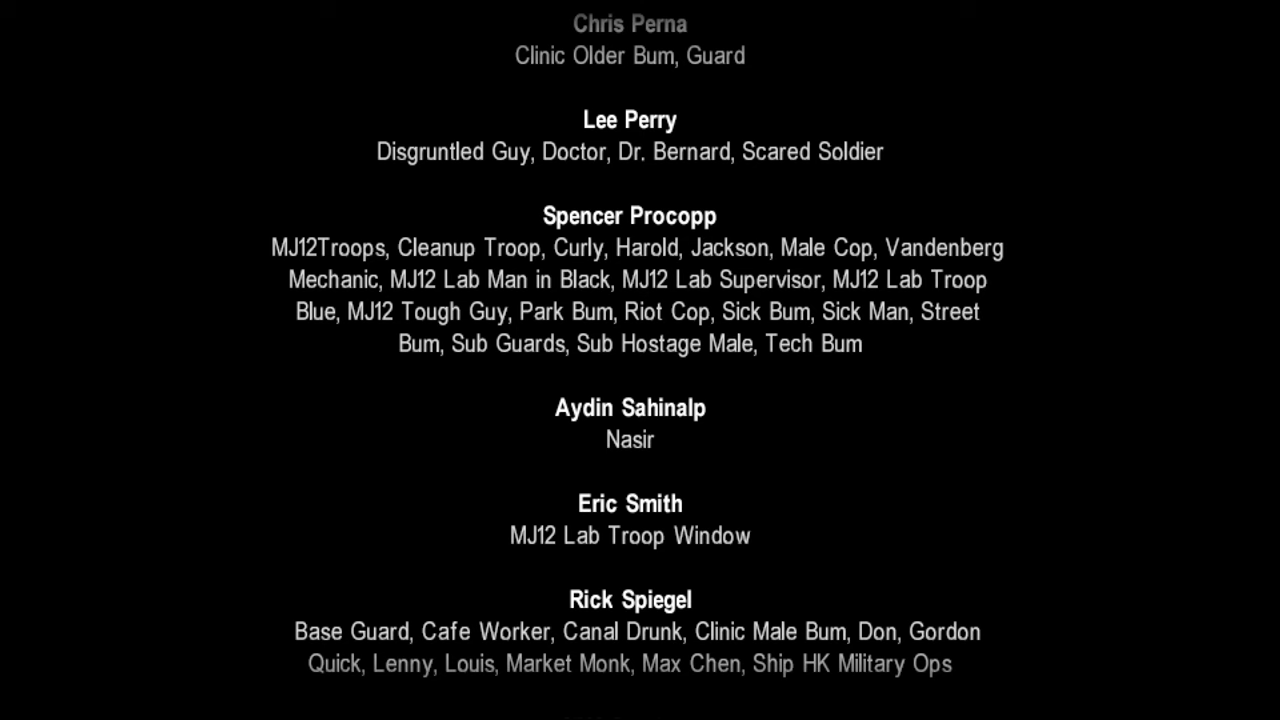 Chris Perna
Clinic Older Bum, Guard
Lee Perry
Disgruntled Guy, Doctor, Dr. Bernard, Scared Soldier
Spencer Procopp
MJ12Troops, Cleanup Troop, Curly, Harold, Jackson, Male Cop, Vandenberg
Mechanic, MJ12 Lab Man in Black, MJ12 Lab Supervisor, MJ12 Lab Troop
Blue, MJ12 Tough Guy, Park Bum, Riot Cop, Sick Bum, Sick Man, Street
Bum, Sub Guards, Sub Hostage Male, Tech Bum
Aydin Sahinalp
Nasir
Eric Smith
MJ12 Lab Troop Window
Rick Spiegel
Base Guard, Cafe Worker, Canal Drunk, Clinic Male Bum, Don, Gordon
Quick, Lenny, Louis, Market Monk, Max Chen, Ship HK Military Ops